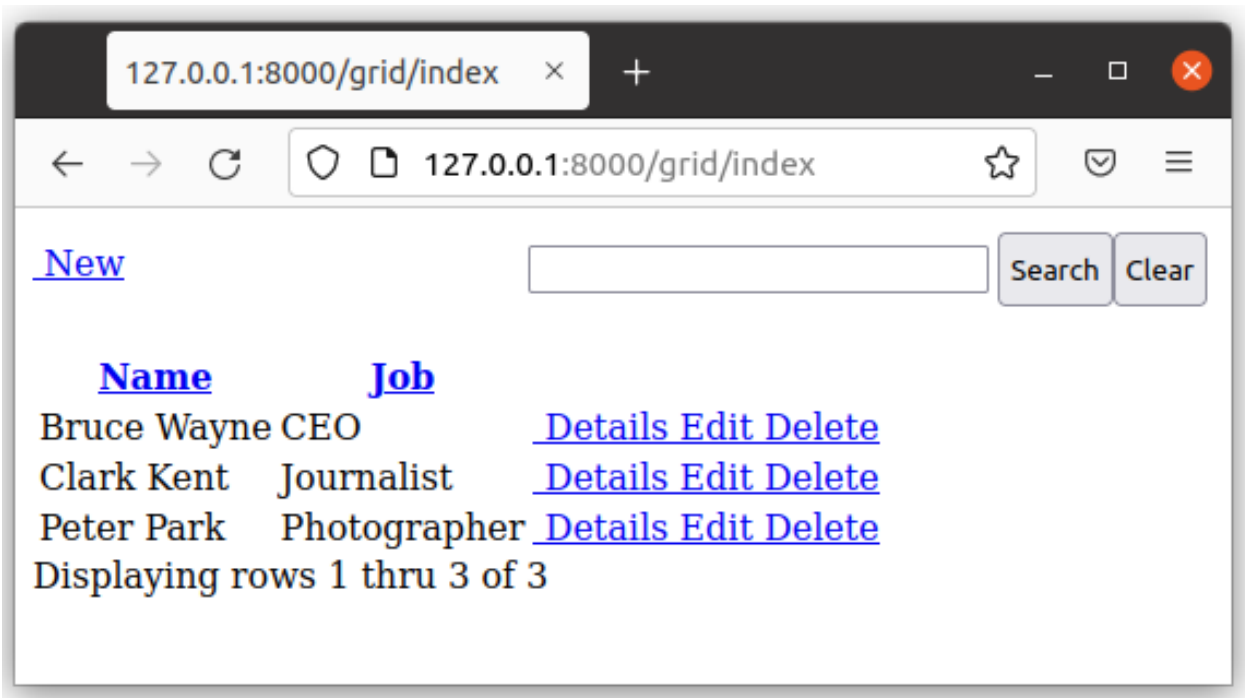 127.0.0.1:8000/grid/index
127.0.0.1:8000/grid/index
New Search Clear
Name Job
Bruce Wayne CEO Details Edit Delete
Clark Kent Journalist Details Edit Delete
Peter Park Photographer Details Edit Delete
Displaying rows 1 thru 3 of 3